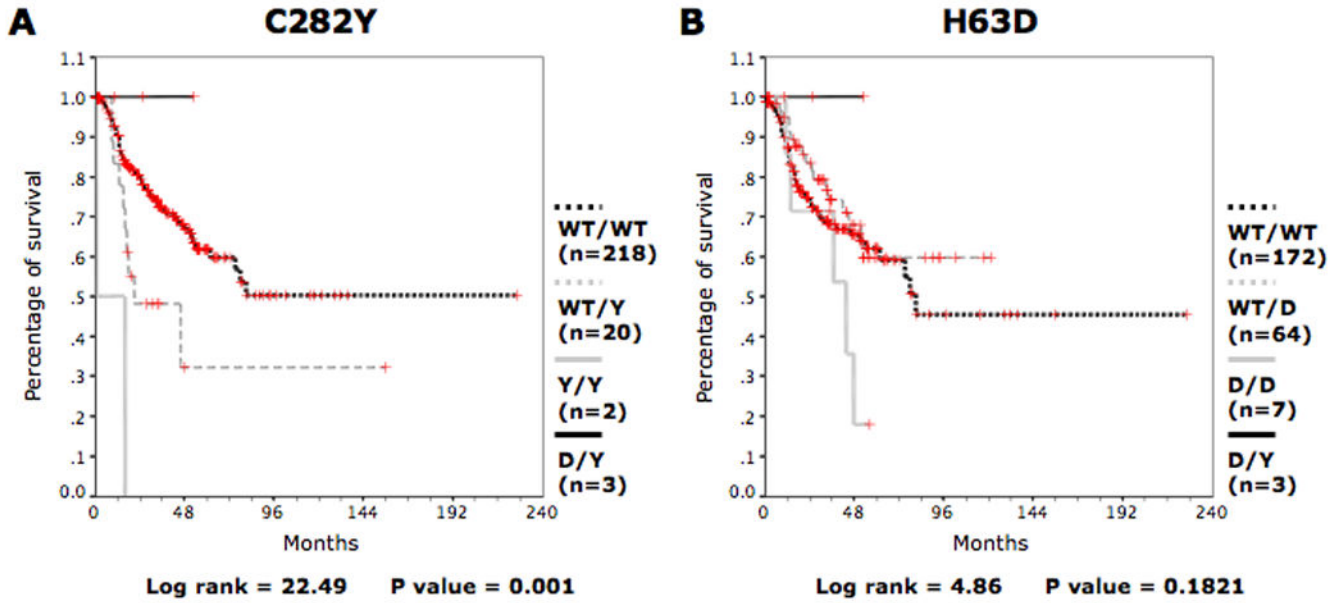 A
C282Y
Percentage of survival
1.1
1.0
.9
.8
.7
.6
.5
.4
.3
.2
.1
0.0
0 48 96 144 192 240
Months
WT/WT
(n=218)
WT/Y
(n=20)
Y/Y
(n=2)
D/Y
(n=3)
Log rank = 22.49 P value = 0.001
B
H63D
Percentage of survival
1.1
1.0
.9
.8
.7
.6
.5
.4
.3
.2
.1
0.0
0 48 96 144 192 240
Months
WT/WT
(n=172)
WT/D
(n=64)
D/D
(n=7)
D/Y
(n=3)
Log rank = 4.86 P value = 0.1821